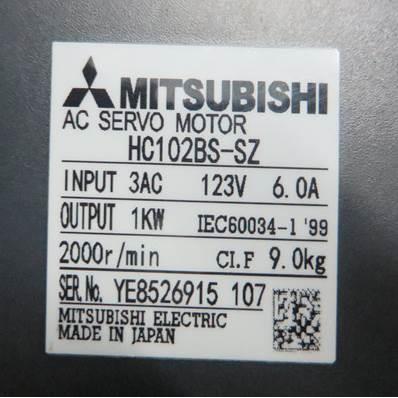 MITSUBISHI
AC SERVO MOTOR
HC102BS-SZ
INPUT 3AC 123V 6.0A
OUTPUT 1KW IEC60034-1 '99
2000r/min CI.F 9.0kg
SER.No. YE8526915 107
MITSUBISHI ELECTRIC
MADE IN JAPAN